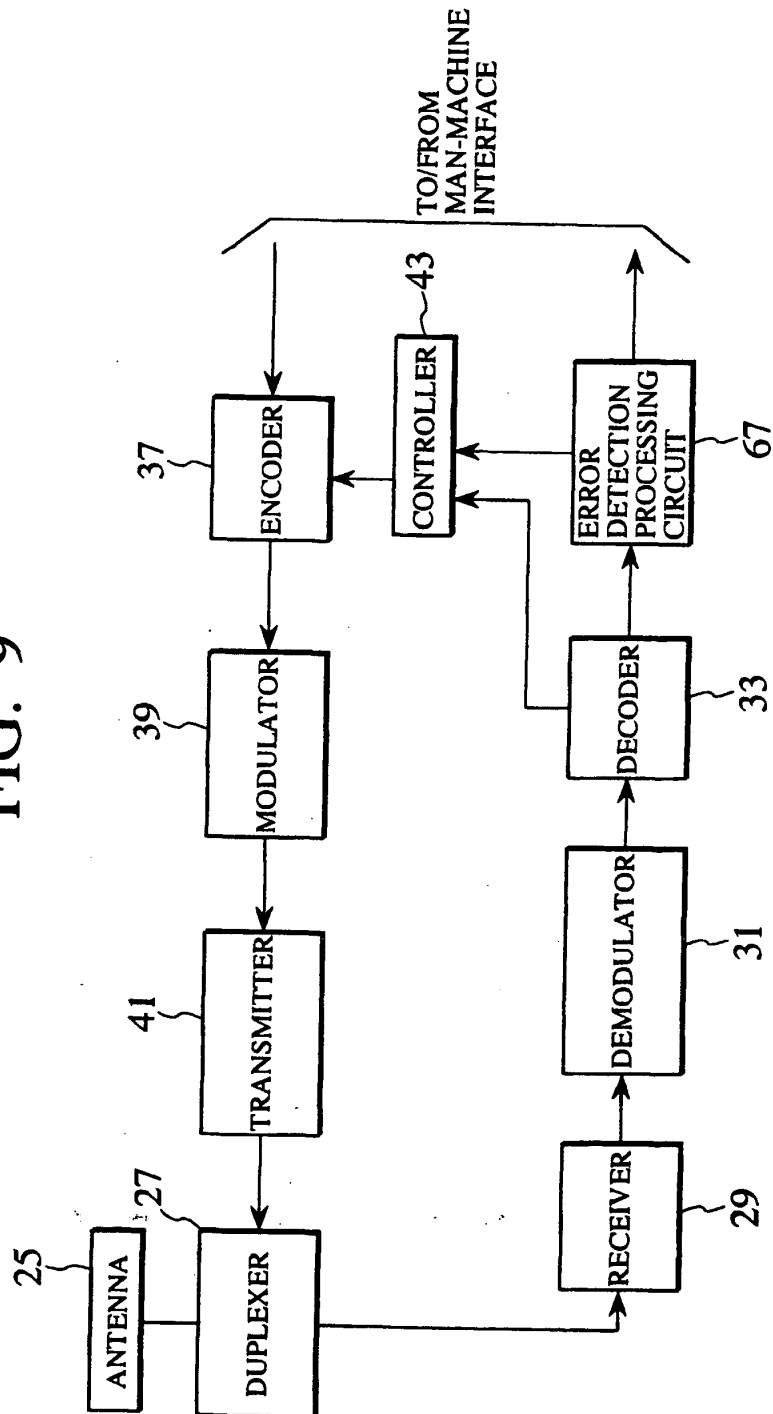 FIG. 9
25
ANTENNA
27
DUPLEXER
41
TRANSMITTER
39
MODULATOR
37
ENCODER
43
CONTROLLER
TO/FROM
MAN-MACHINE
INTERFACE
RECEIVER
29
DEMODULATOR
31
DECODER
33
ERROR
DETECTION
PROCESSING
CIRCUIT
67